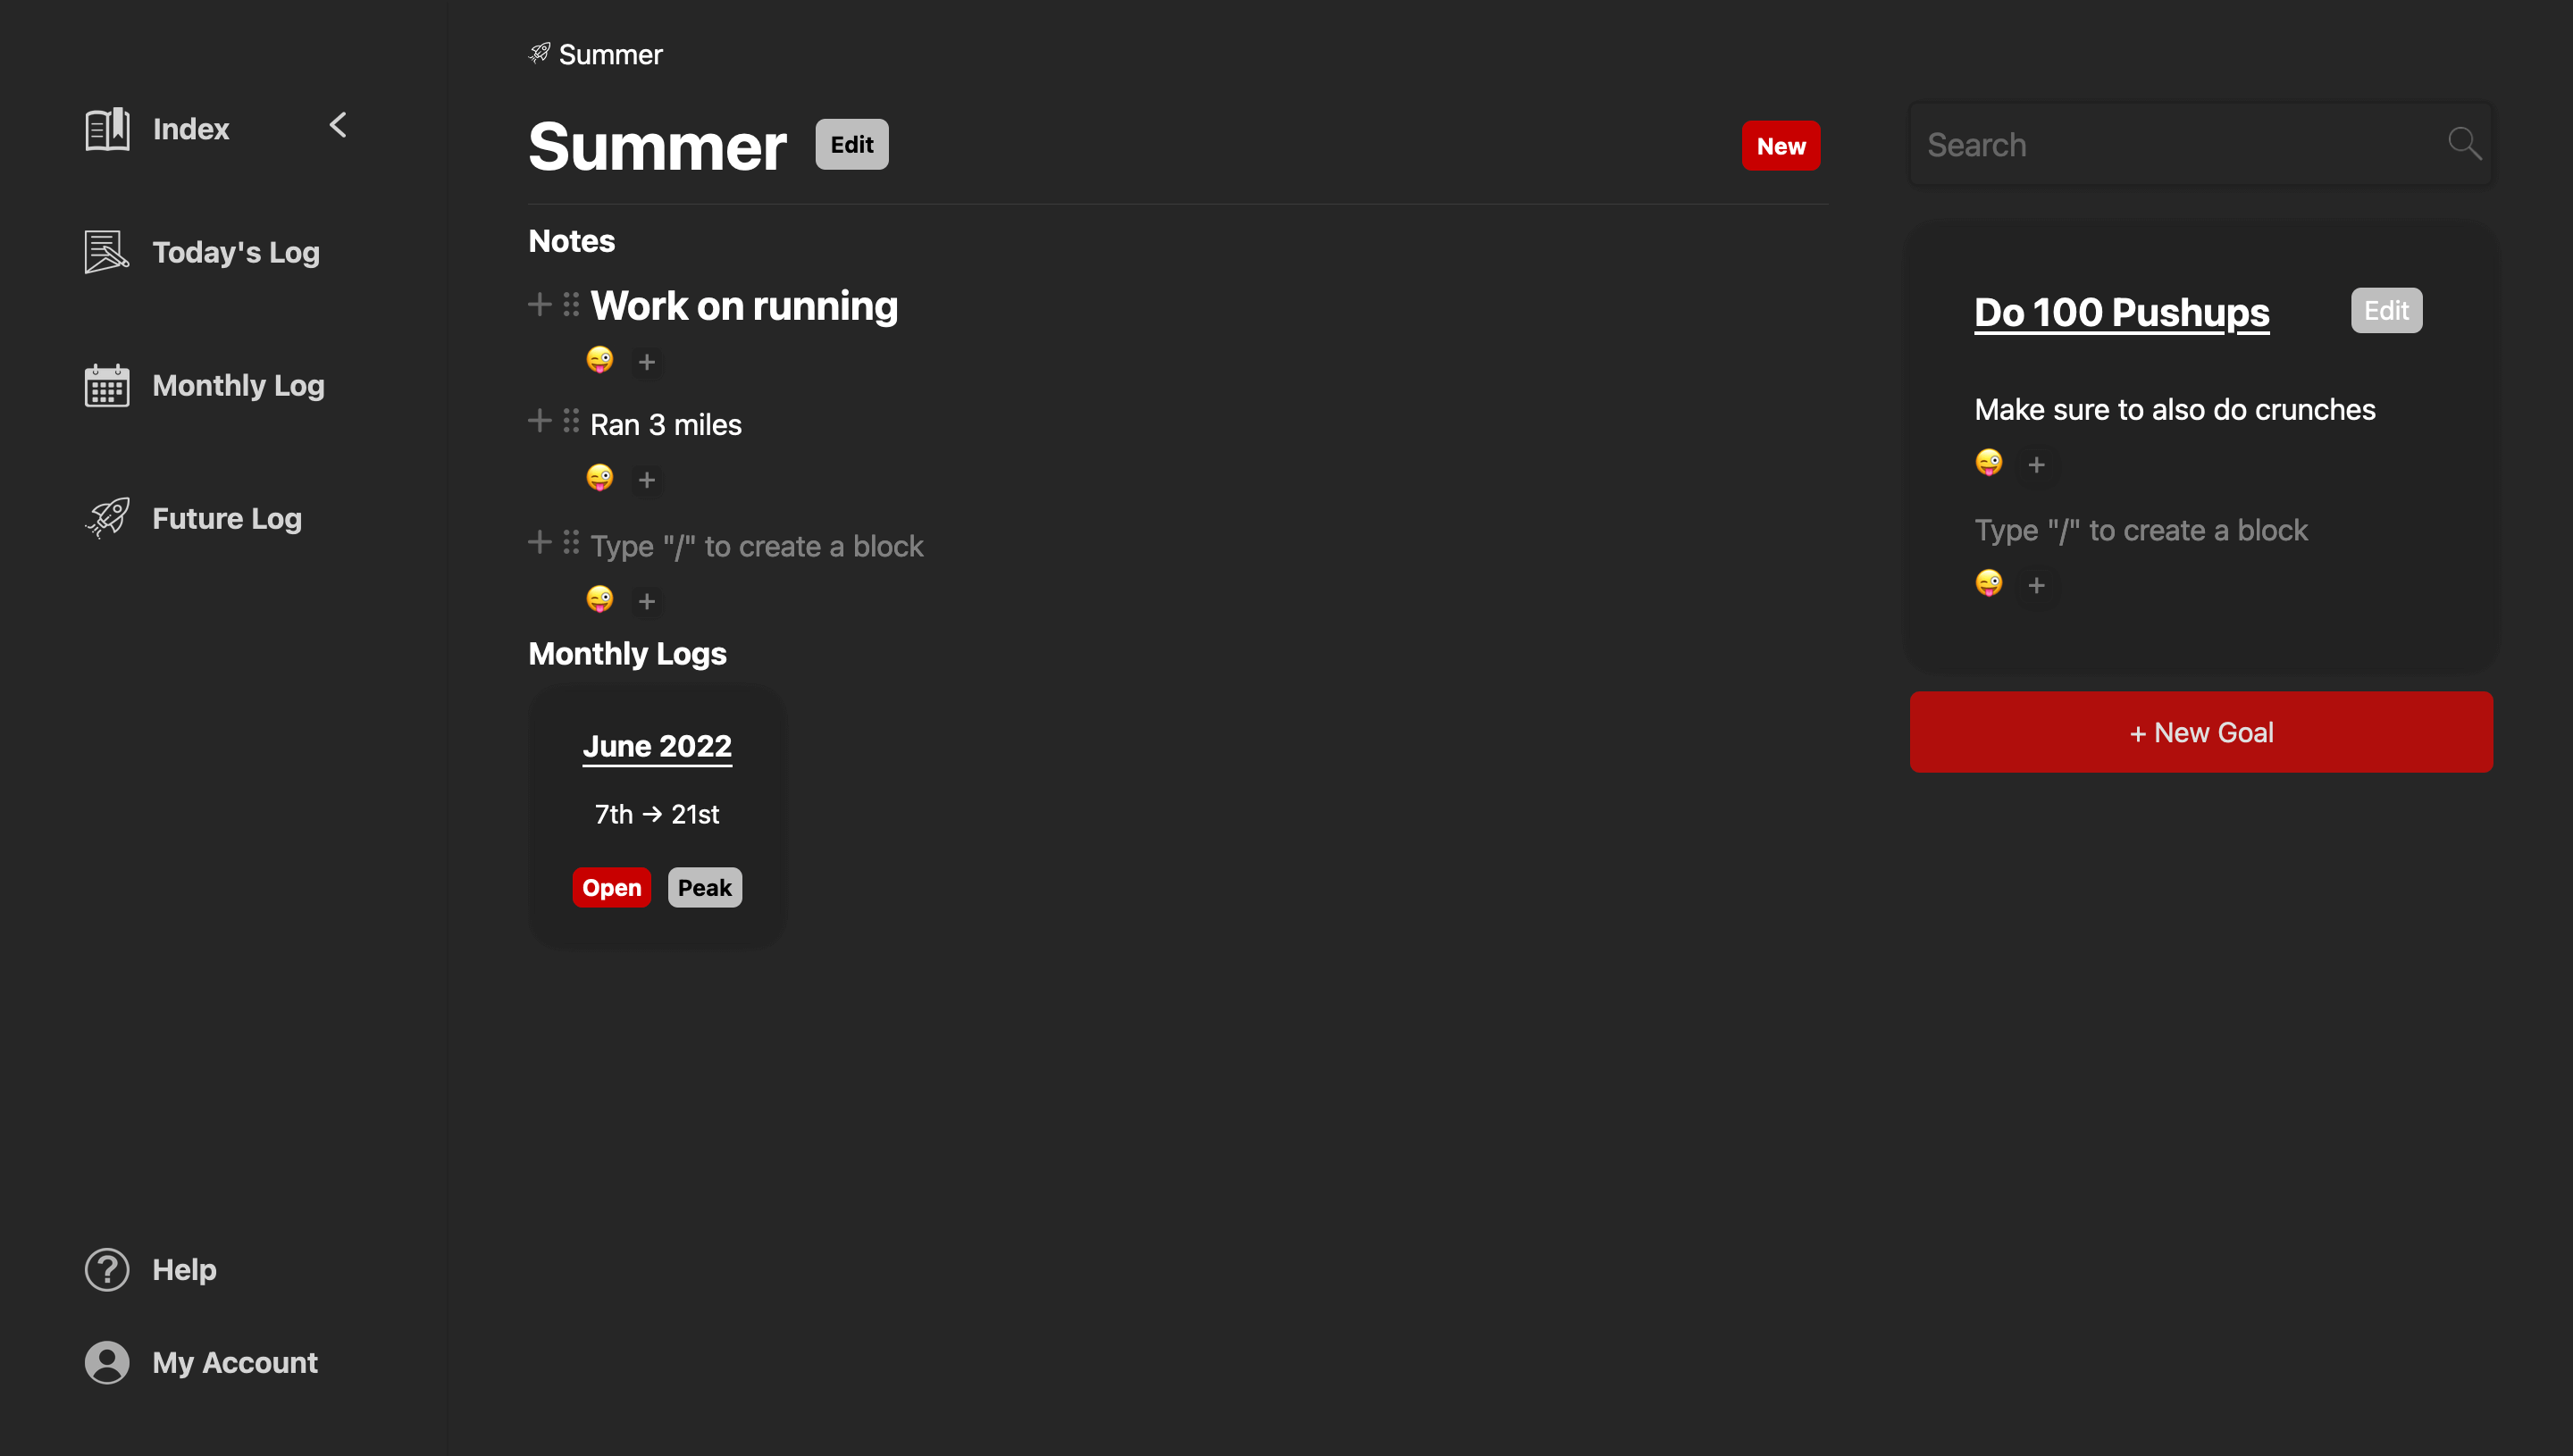 Index
Today's Log
Monthly Log
Future Log
Help
My Account
Summer
Summer
Edit
New
Notes
Work on running
Ran 3 miles
Type "/" to create a block
Monthly Logs
June 2022
7th → 21st
Open
Peak
Search
Do 100 Pushups
Edit
Make sure to also do crunches
Type "/" to create a block
+ New Goal